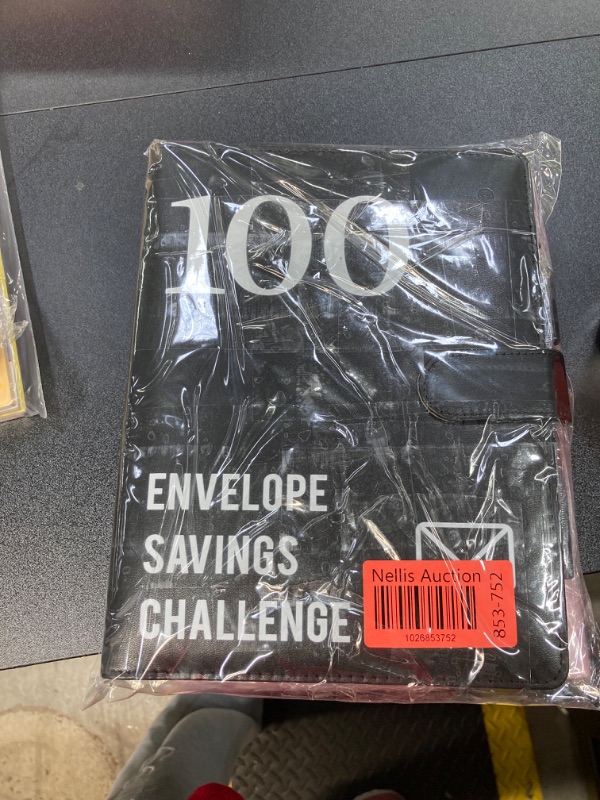 100
ENVELOPE
SAVINGS
CHALLENGE
Nellis Auction
1026853752
853-752